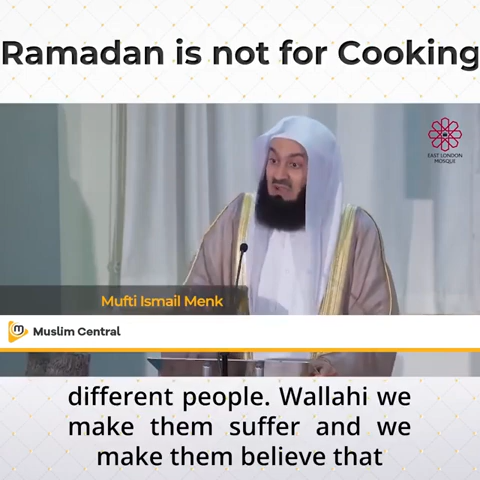 Ramadan is not for Cooking
EAST LONDON
MOSQUE
Mufti Ismail Menk
m Muslim Central
different people. Wallahi we
make them suffer and we
make them believe that